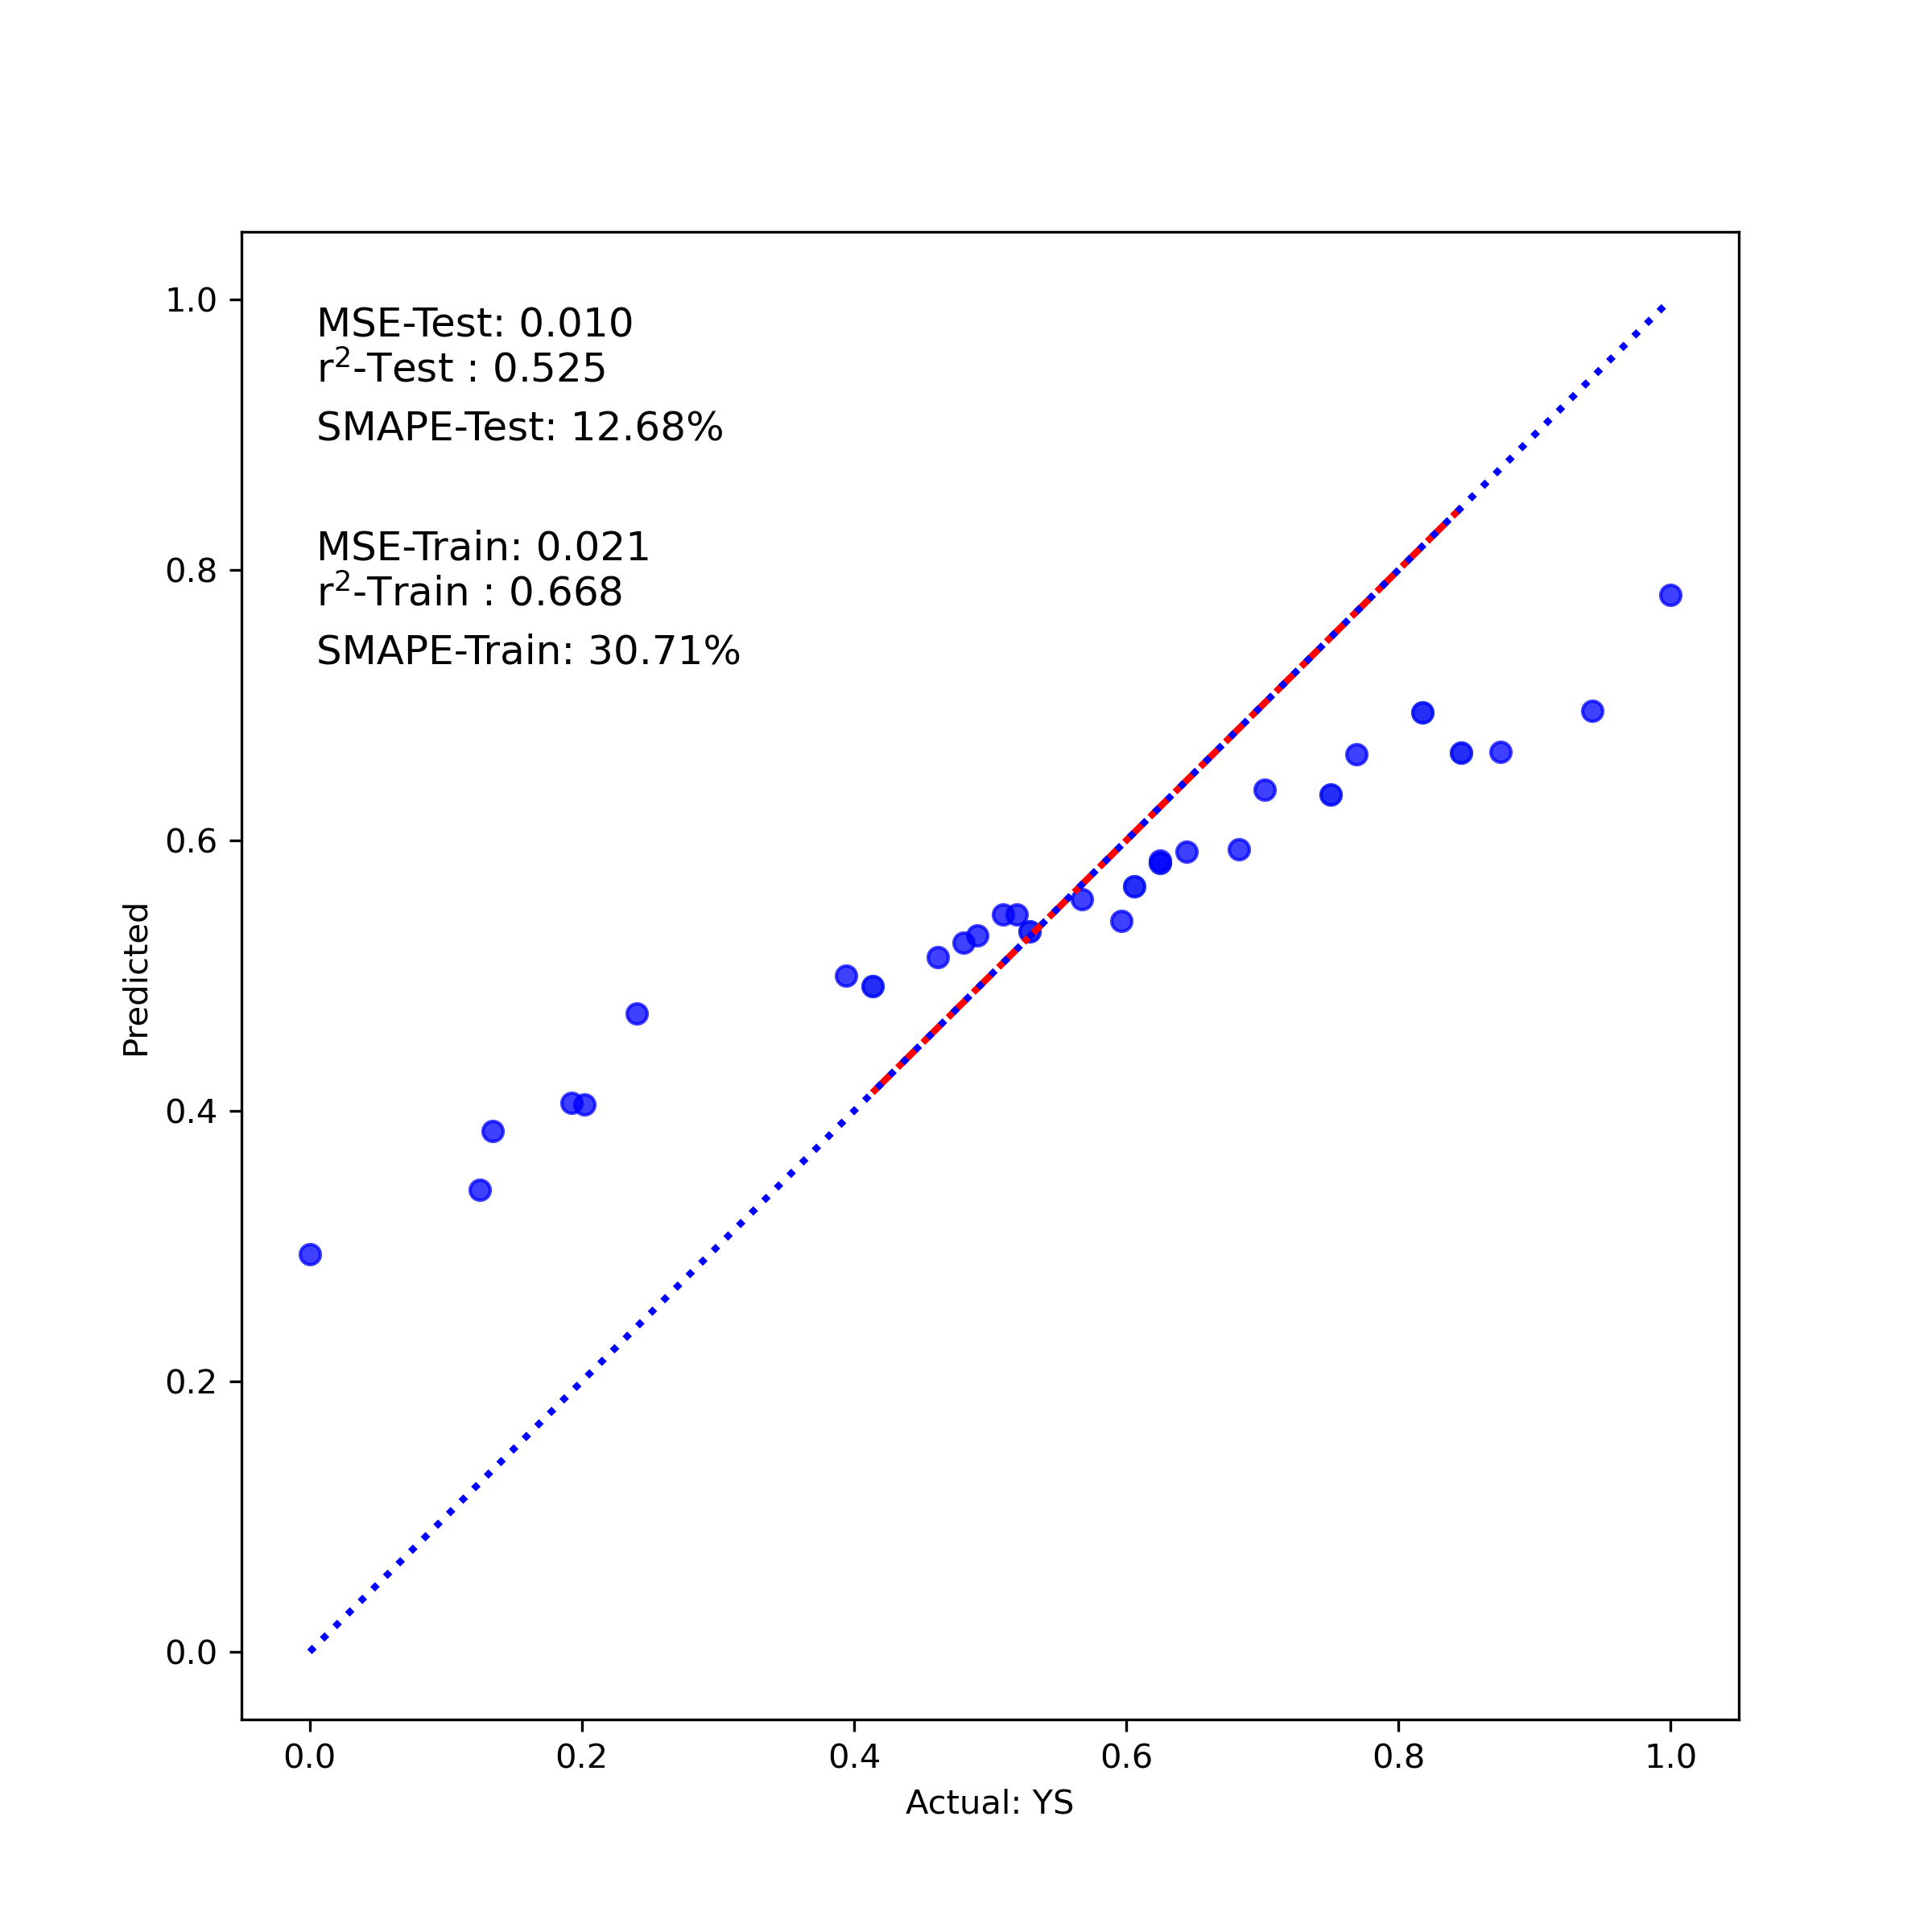 MSE-Test: 0.010
r²-Test : 0.525
SMAPE-Test: 12.68%
MSE-Train: 0.021
r²-Train : 0.668
SMAPE-Train: 30.71%
1.0
0.8
0.6
0.4
0.2
0.0
Predicted
0.0 0.2 0.4 0.6 0.8 1.0
Actual: YS